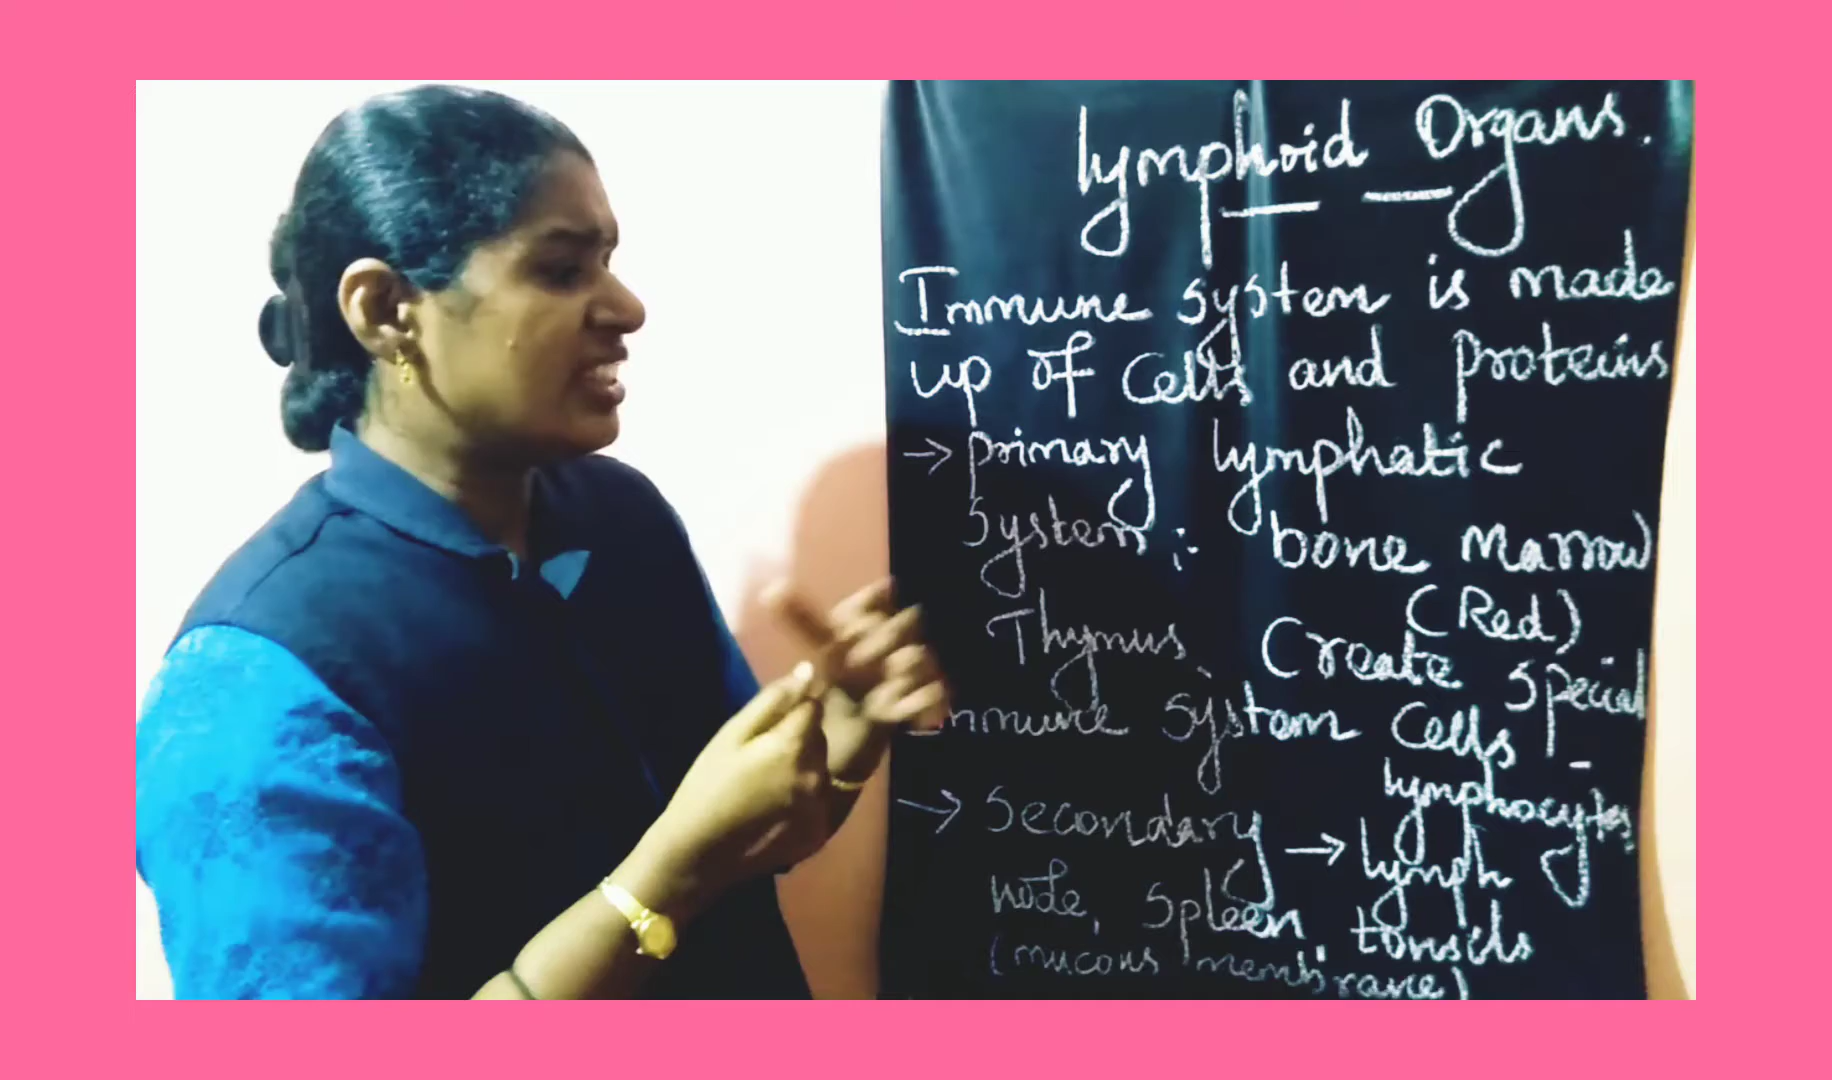 Lymphoid Organs.
Immune system is made
up of cells and proteins
→ primary lymphatic
system :- bone marrow
(Red)
Thymus. Create special
Immune system cells -
lymphocytes
→ Secondary → lymph
node, spleen, tonsils
(mucous membrane)